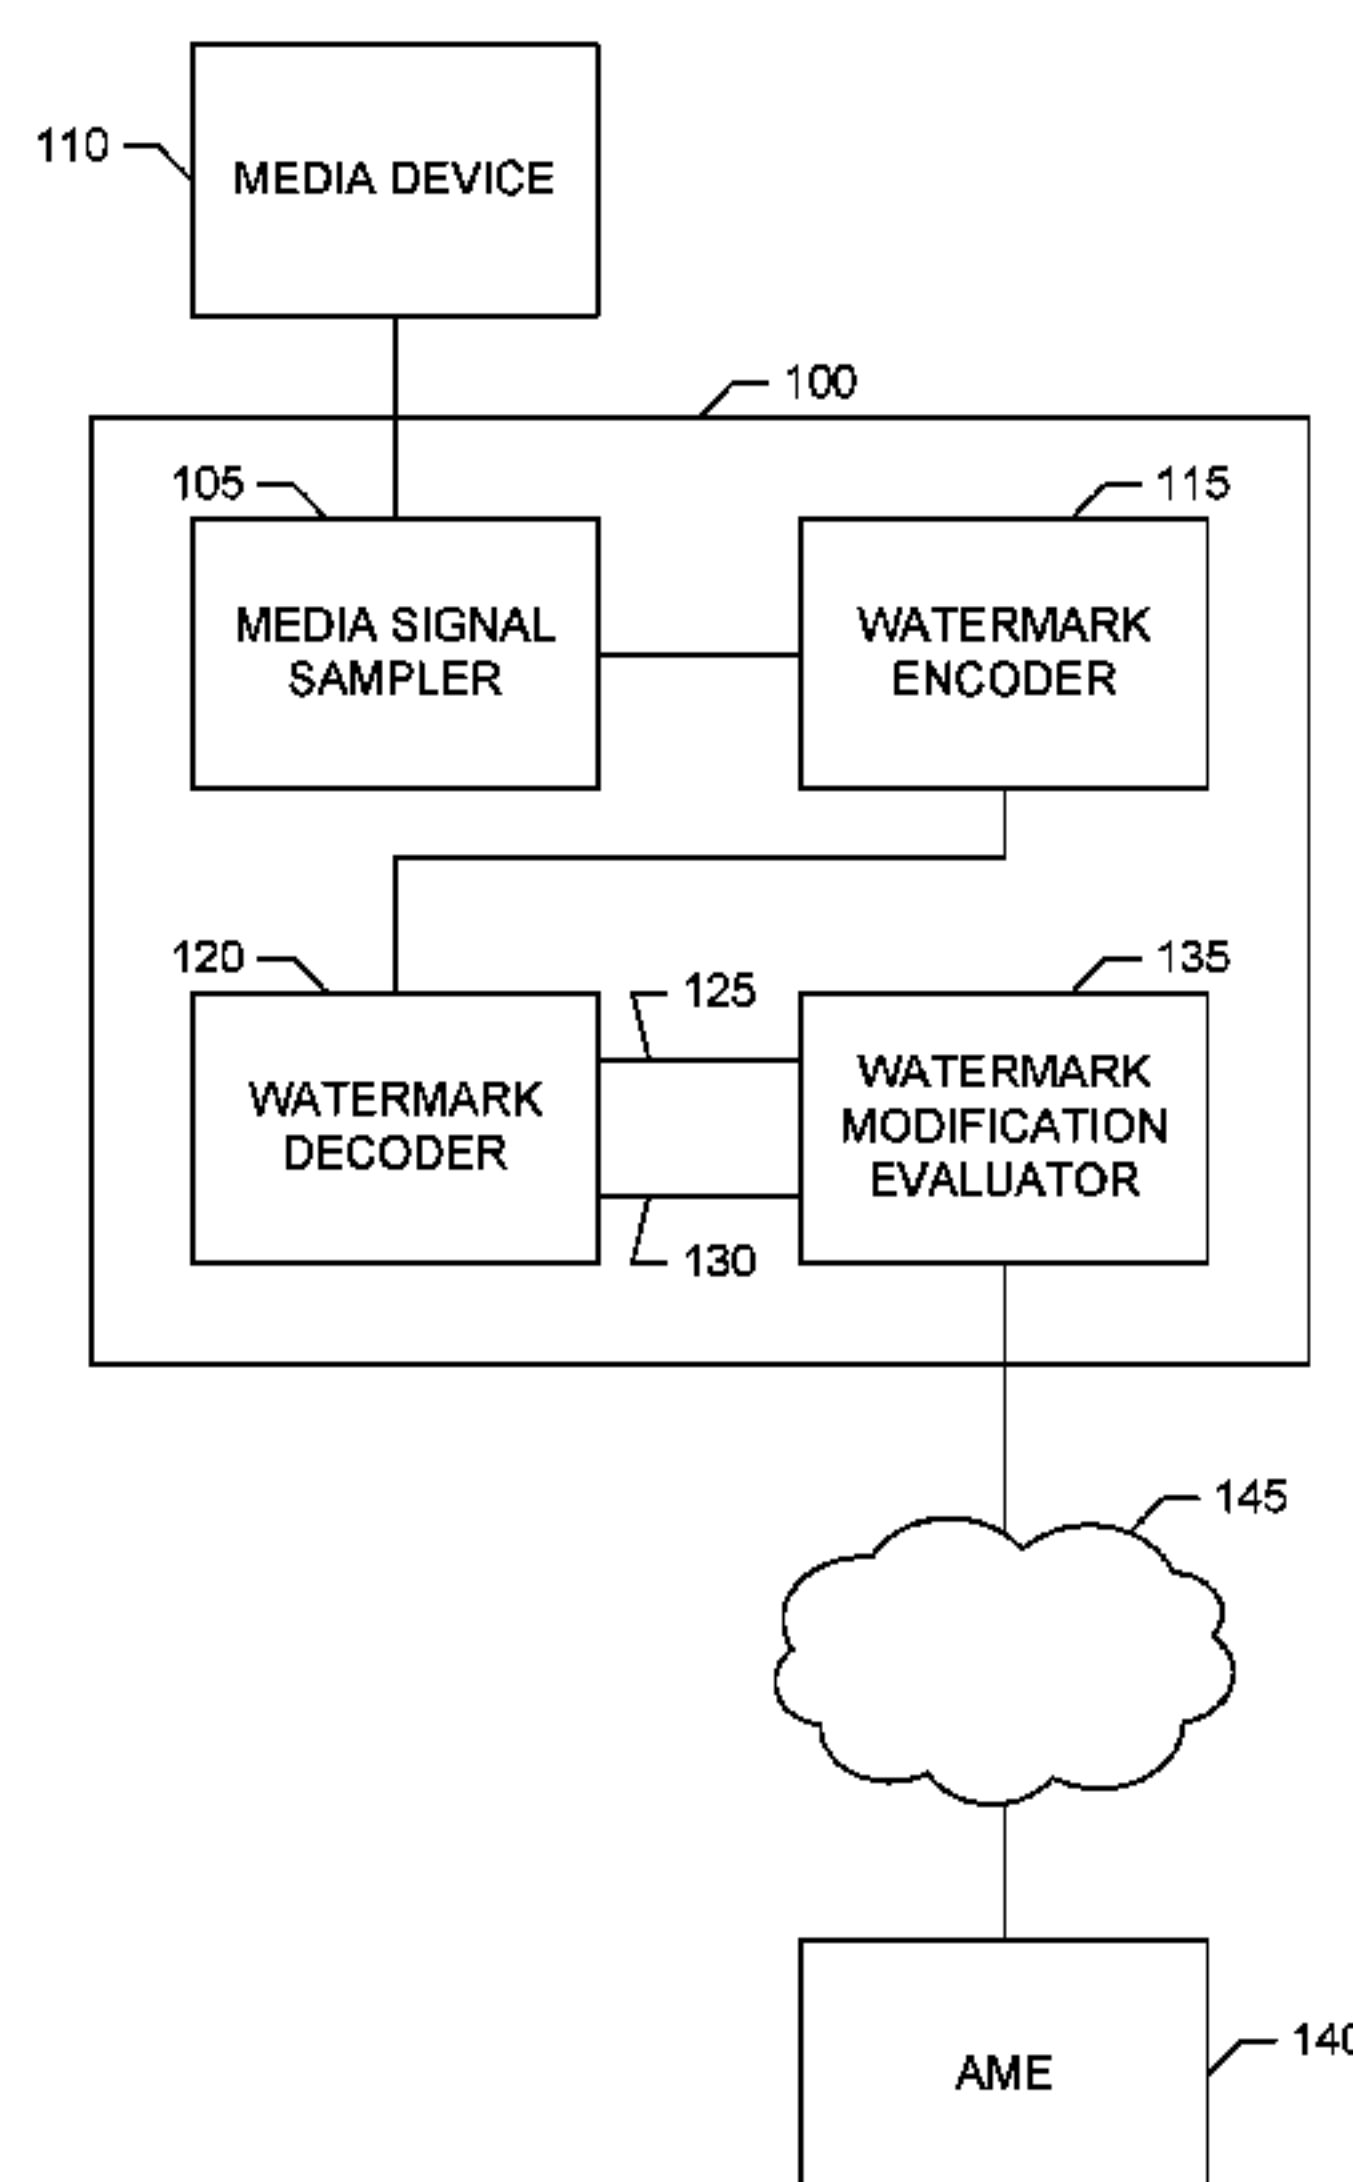 110
MEDIA DEVICE
100
105
115
MEDIA SIGNAL
SAMPLER
WATERMARK
ENCODER
120
135
125
WATERMARK
DECODER
WATERMARK
MODIFICATION
EVALUATOR
130
145
140
AME